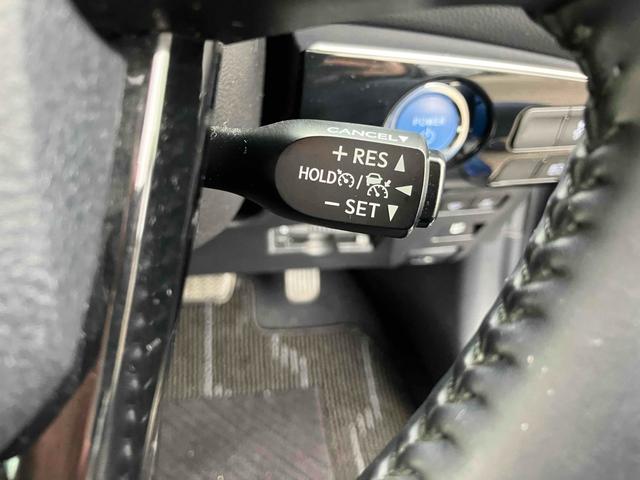 CANCEL▼
+ RES ▲
HOLD / ◀
− SET ▼
POWER